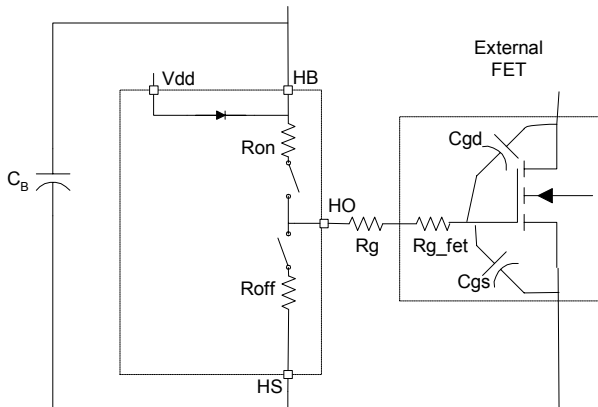 External
FET
Vdd
HB
Ron
Cgd
C_B
HO
Rg
Rg_fet
Roff
Cgs
HS